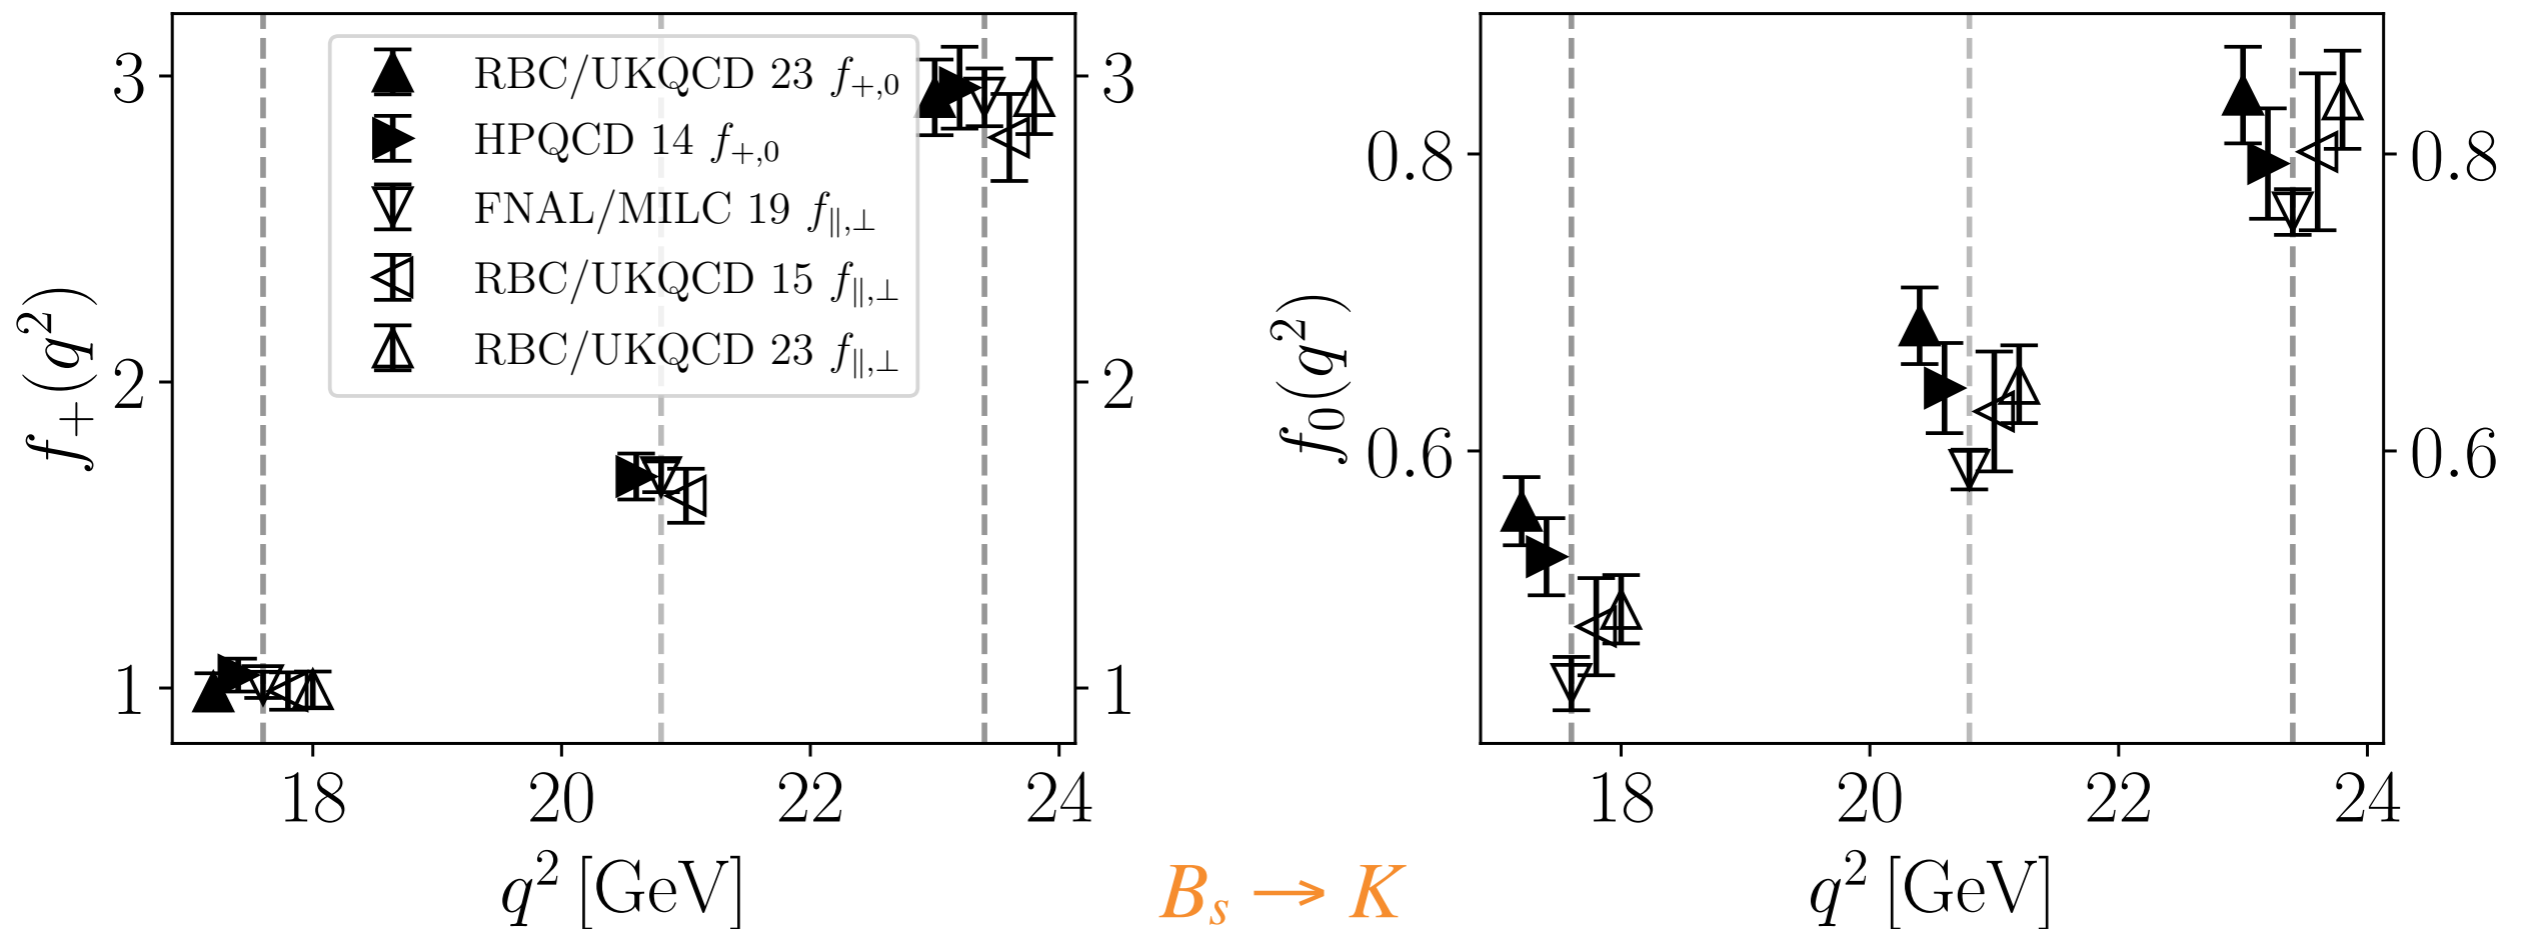 f₊(q²)
3
2
1
RBC/UKQCD 23 f₊,₀
HPQCD 14 f₊,₀
FNAL/MILC 19 f∥,⊥
RBC/UKQCD 15 f∥,⊥
RBC/UKQCD 23 f∥,⊥
3
2
1
18 20 22 24
q² [GeV]
f₀(q²)
0.8
0.6
0.8
0.6
18 20 22 24
q² [GeV]
Bₛ → K